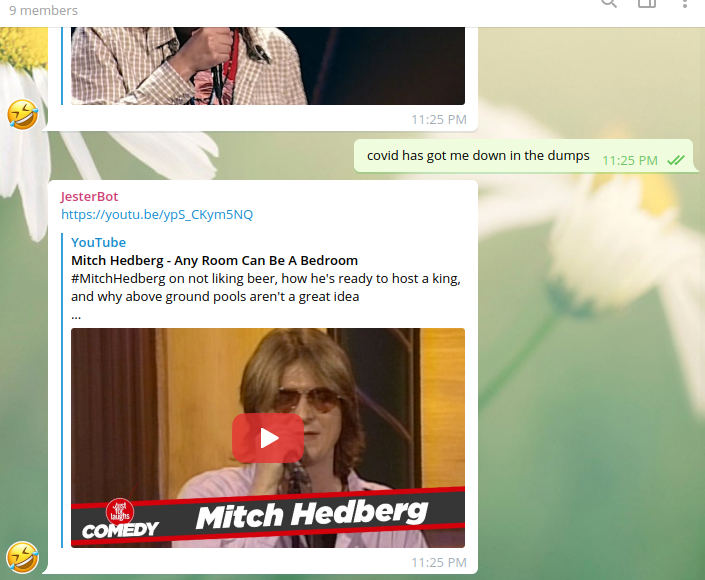 9 members
11:25 PM
covid has got me down in the dumps 11:25 PM
JesterBot
https://youtu.be/ypS_CKym5NQ
YouTube
Mitch Hedberg - Any Room Can Be A Bedroom
#MitchHedberg on not liking beer, how he's ready to host a king,
and why above ground pools aren't a great idea
...
Just
for
laughs
COMEDY
Mitch Hedberg
11:25 PM